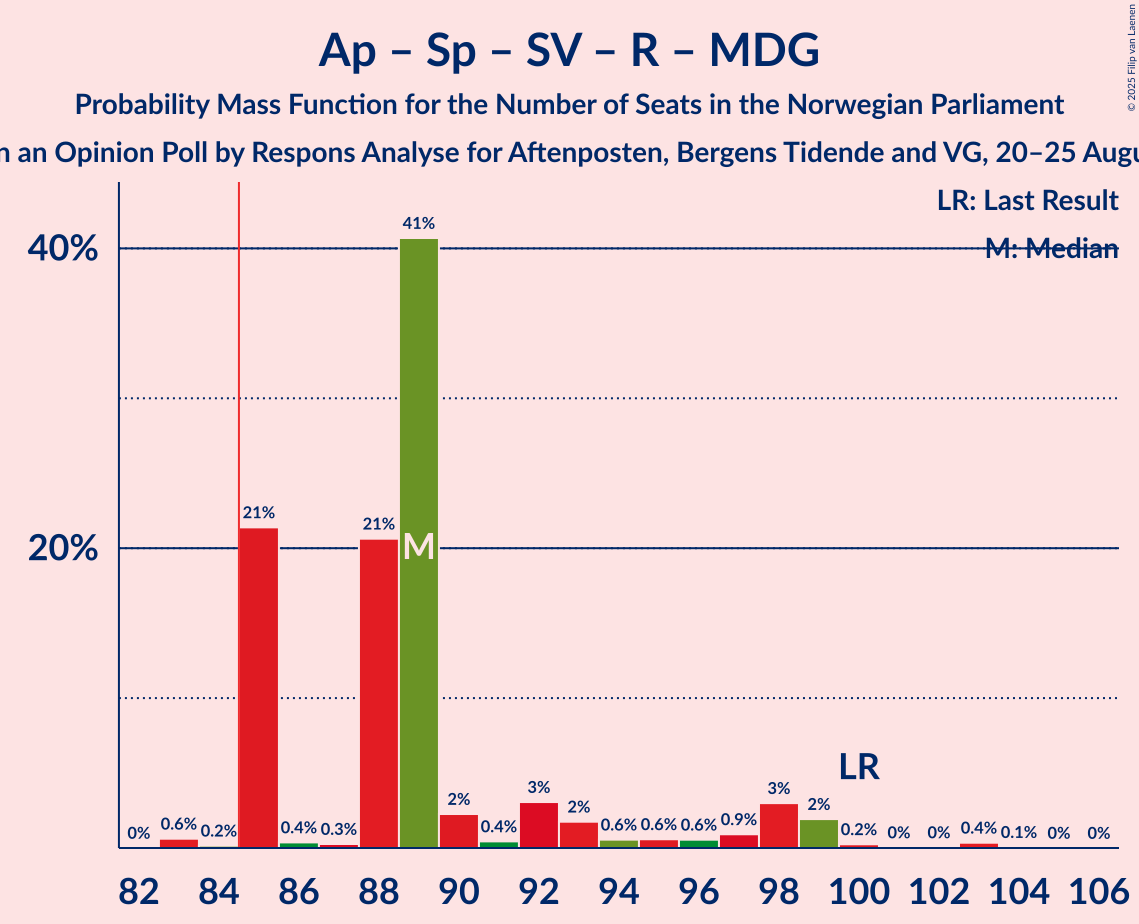 Ap – Sp – SV – R – MDG
Probability Mass Function for the Number of Seats in the Norwegian Parliament
n an Opinion Poll by Respons Analyse for Aftenposten, Bergens Tidende and VG, 20–25 Augu
© 2025 Filip van Laenen
LR: Last Result
M: Median
40%
20%
0% 0.6% 0.2% 21% 0.4% 0.3% 21% 41% 2% 0.4% 3% 2% 0.6% 0.6% 0.6% 0.9% 3% 2% 0.2% 0% 0% 0.4% 0.1% 0% 0%
M
LR
82 84 86 88 90 92 94 96 98 100 102 104 106